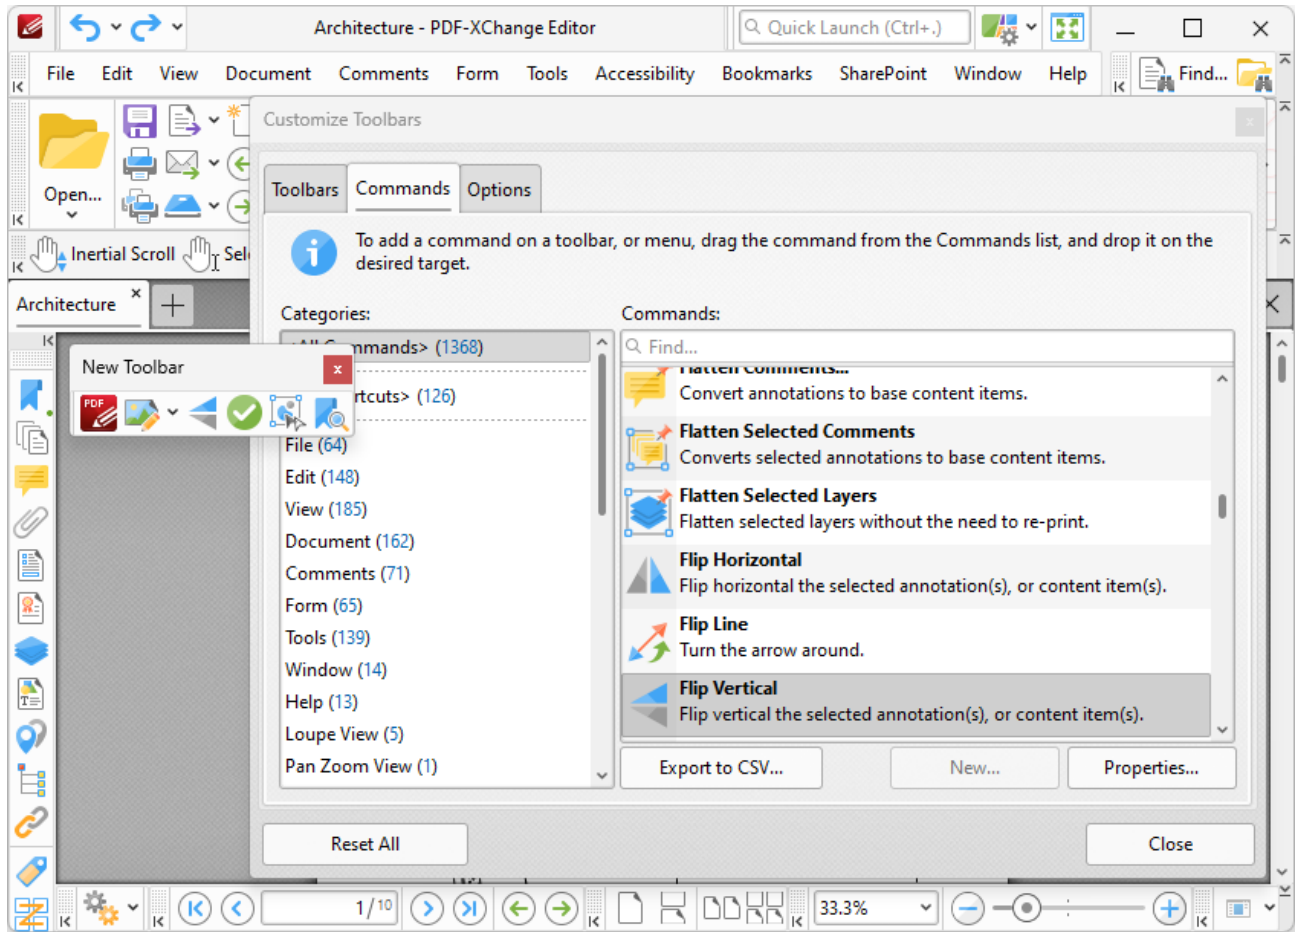 Architecture - PDF-XChange Editor
Quick Launch (Ctrl+.)
File Edit View Document Comments Form Tools Accessibility Bookmarks SharePoint Window Help
Find...
Customize Toolbars
Open...
Toolbars Commands Options
Inertial Scroll
To add a command on a toolbar, or menu, drag the command from the Commands list, and drop it on the
desired target.
Architecture
Categories:
Commands:
Commands> (1368)
Find...
New Toolbar
PDF
(126)
File (64)
Edit (148)
View (185)
Document (162)
Comments (71)
Form (65)
Tools (139)
Window (14)
Help (13)
Loupe View (5)
Pan Zoom View (1)
Flatten Comments...
Convert annotations to base content items.
Flatten Selected Comments
Converts selected annotations to base content items.
Flatten Selected Layers
Flatten selected layers without the need to re-print.
Flip Horizontal
Flip horizontal the selected annotation(s), or content item(s).
Flip Line
Turn the arrow around.
Flip Vertical
Flip vertical the selected annotation(s), or content item(s).
Export to CSV... New... Properties...
Reset All
Close
1/10
33.3%